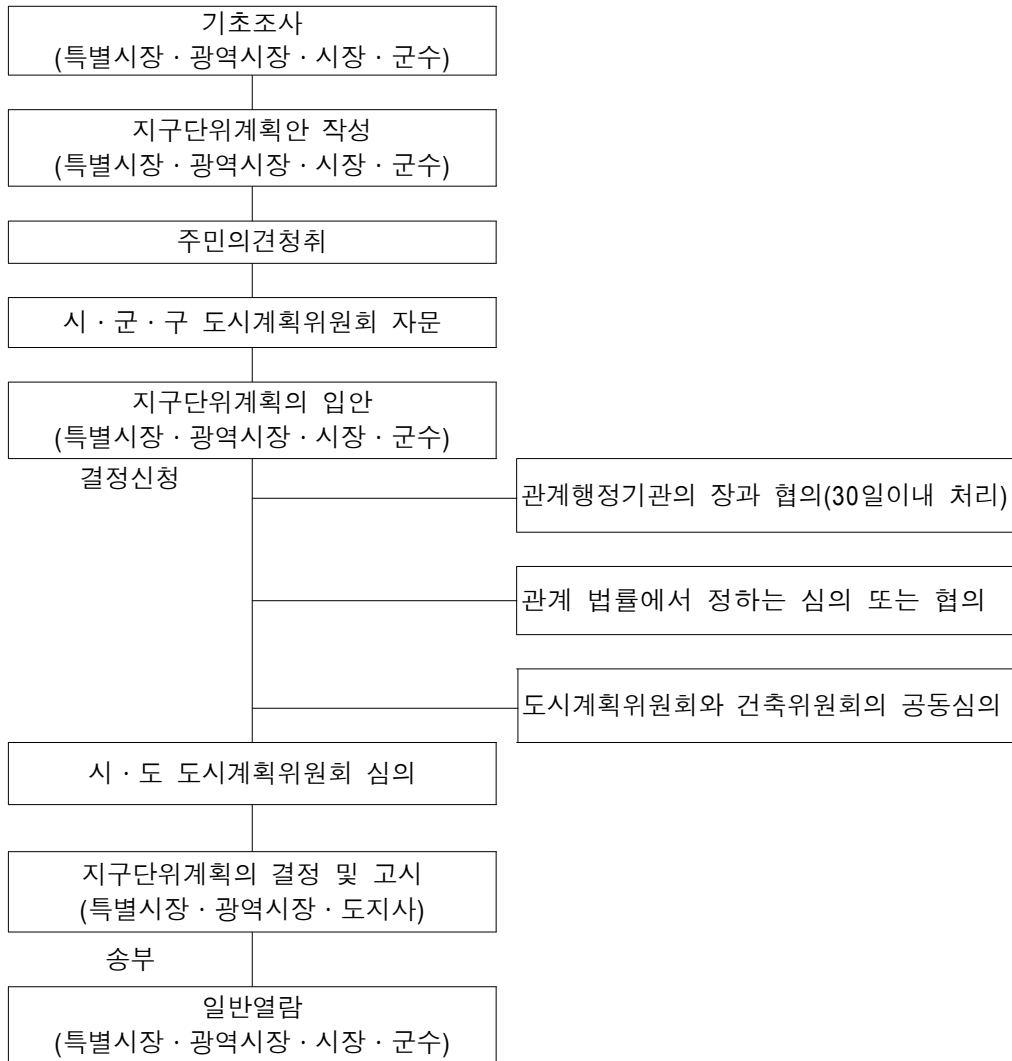 기초조사
(특별시장 · 광역시장 · 시장 · 군수)
지구단위계획안 작성
(특별시장 · 광역시장 · 시장 · 군수)
주민의견청취
시 · 군 · 구 도시계획위원회 자문
지구단위계획의 입안
(특별시장 · 광역시장 · 시장 · 군수)
결정신청
관계행정기관의 장과 협의(30일이내 처리)
관계 법률에서 정하는 심의 또는 협의
도시계획위원회와 건축위원회의 공동심의
시 · 도 도시계획위원회 심의
지구단위계획의 결정 및 고시
(특별시장 · 광역시장 · 도지사)
송부
일반열람
(특별시장 · 광역시장 · 시장 · 군수)